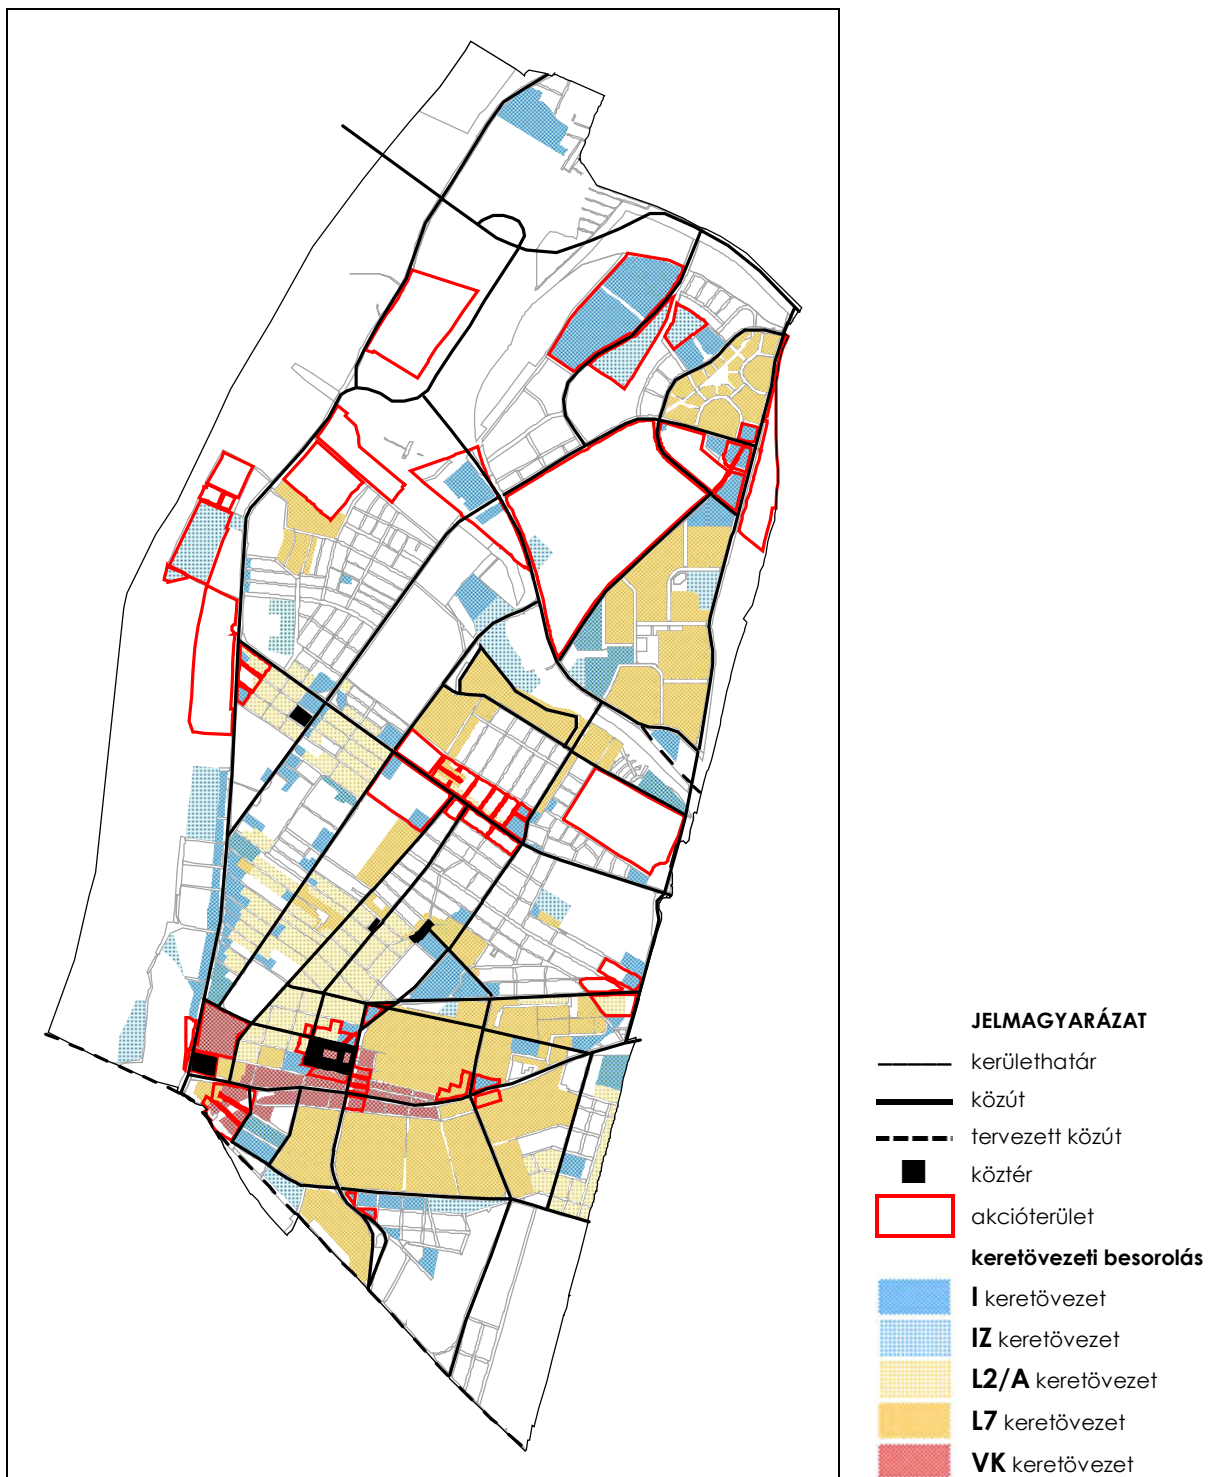 JELMAGYARÁZAT
kerülethatár
közút
tervezett közút
köztér
akcióterület
keretövezeti besorolás
I keretövezet
IZ keretövezet
L2/A keretövezet
L7 keretövezet
VK keretövezet